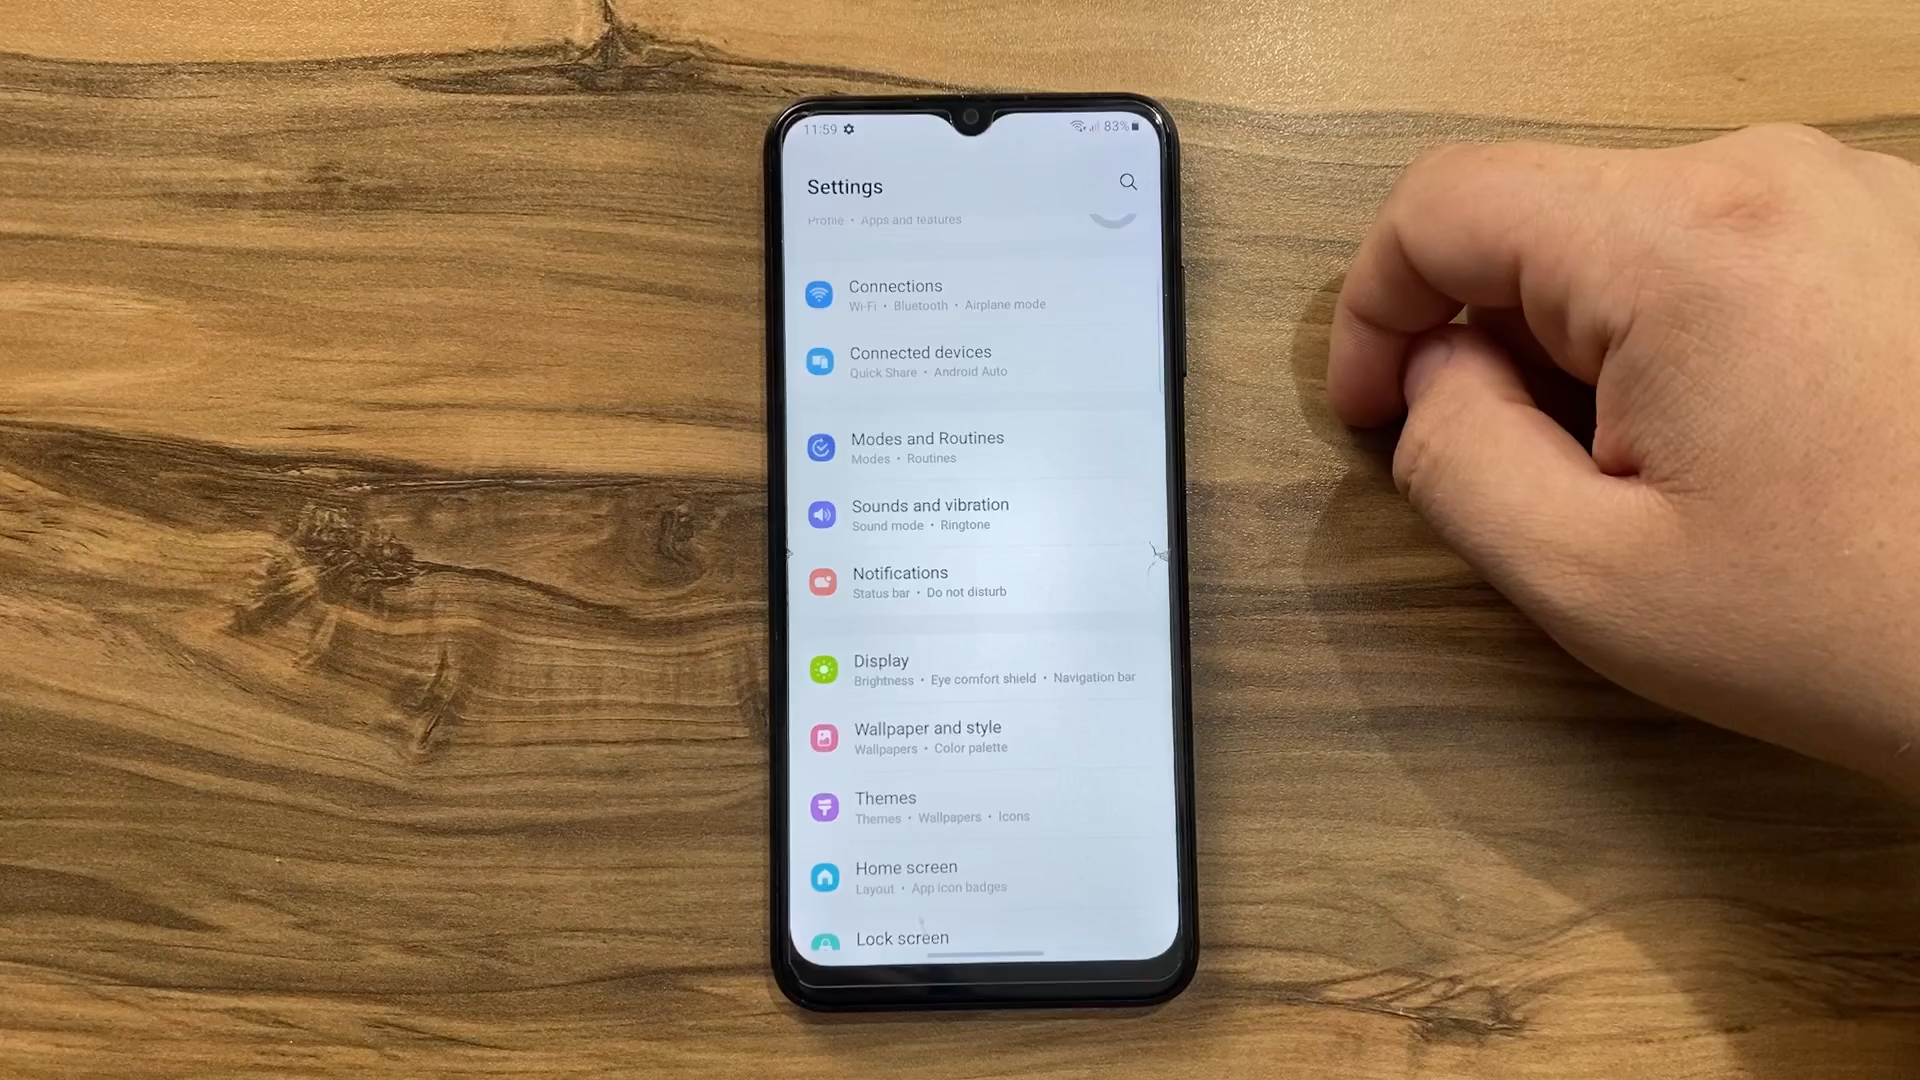 11:59 83%
Settings
Profile • Apps and features
Connections
Wi-Fi • Bluetooth • Airplane mode
Connected devices
Quick Share • Android Auto
Modes and Routines
Modes • Routines
Sounds and vibration
Sound mode • Ringtone
Notifications
Status bar • Do not disturb
Display
Brightness • Eye comfort shield • Navigation bar
Wallpaper and style
Wallpapers • Color palette
Themes
Themes • Wallpapers • Icons
Home screen
Layout • App icon badges
Lock screen